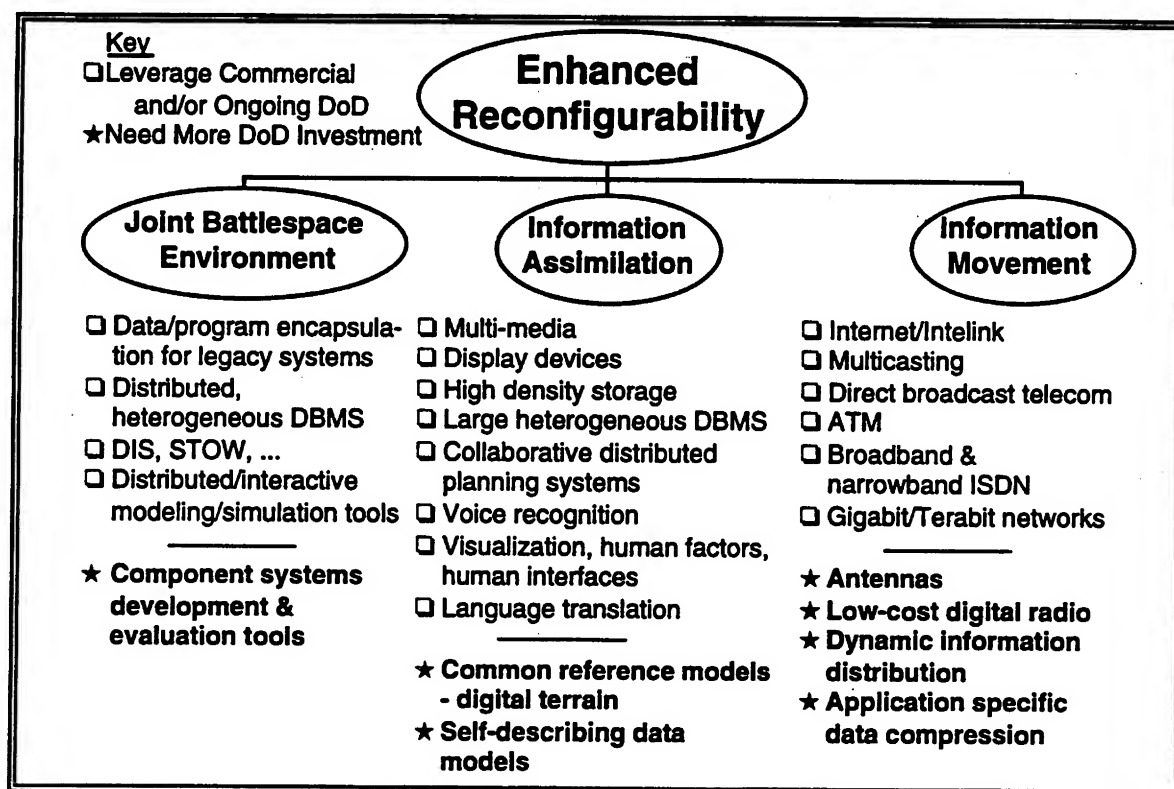 Key
❏Leverage Commercial
and/or Ongoing DoD
★Need More DoD Investment
Enhanced
Reconfigurability
Joint Battlespace
Environment
❏ Data/program encapsula-
tion for legacy systems
❏ Distributed,
heterogeneous DBMS
❏ DIS, STOW, ...
❏ Distributed/interactive
modeling/simulation tools
★ Component systems
development &
evaluation tools
Information
Assimilation
❏ Multi-media
❏ Display devices
❏ High density storage
❏ Large heterogeneous DBMS
❏ Collaborative distributed
planning systems
❏ Voice recognition
❏ Visualization, human factors,
human interfaces
❏ Language translation
★ Common reference models
- digital terrain
★ Self-describing data
models
Information
Movement
❏ Internet/Intelink
❏ Multicasting
❏ Direct broadcast telecom
❏ ATM
❏ Broadband &
narrowband ISDN
❏ Gigabit/Terabit networks
★ Antennas
★ Low-cost digital radio
★ Dynamic information
distribution
★ Application specific
data compression